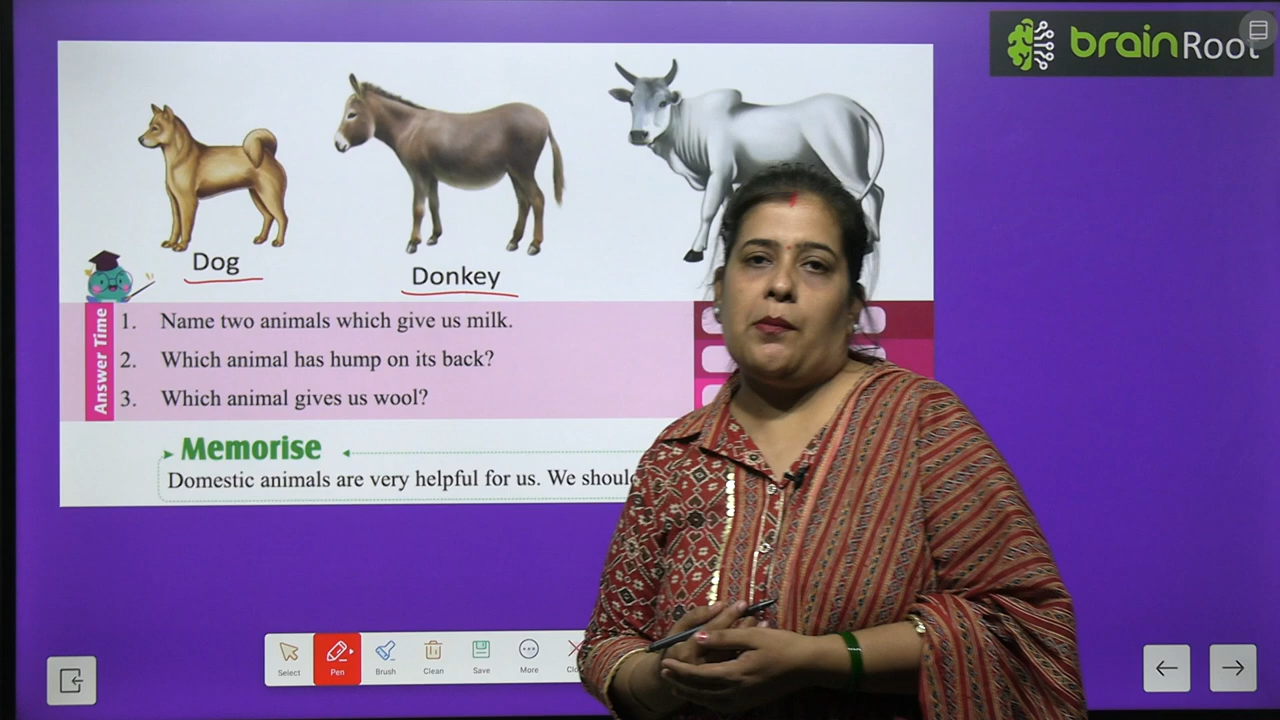 brainRoot
Dog
Donkey
Answer Time
1. Name two animals which give us milk.
2. Which animal has hump on its back?
3. Which animal gives us wool?
Memorise
Domestic animals are very helpful for us. We should
Select
Pen
Brush
Clean
Save
More